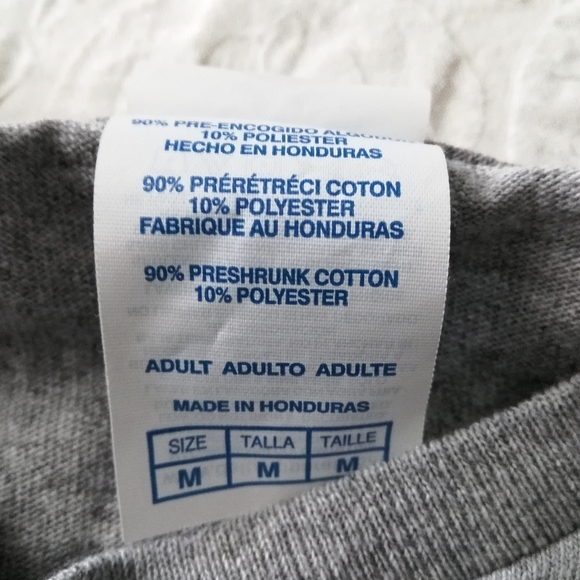 90% PRE-ENCOGIDO
10% POLIESTER
HECHO EN HONDURAS
90% PRÉRÉTRÉCI COTON
10% POLYESTER
FABRIQUE AU HONDURAS
90% PRESHRUNK COTTON
10% POLYESTER
ADULT ADULTO ADULTE
MADE IN HONDURAS
SIZE TALLA TAILLE
M M M